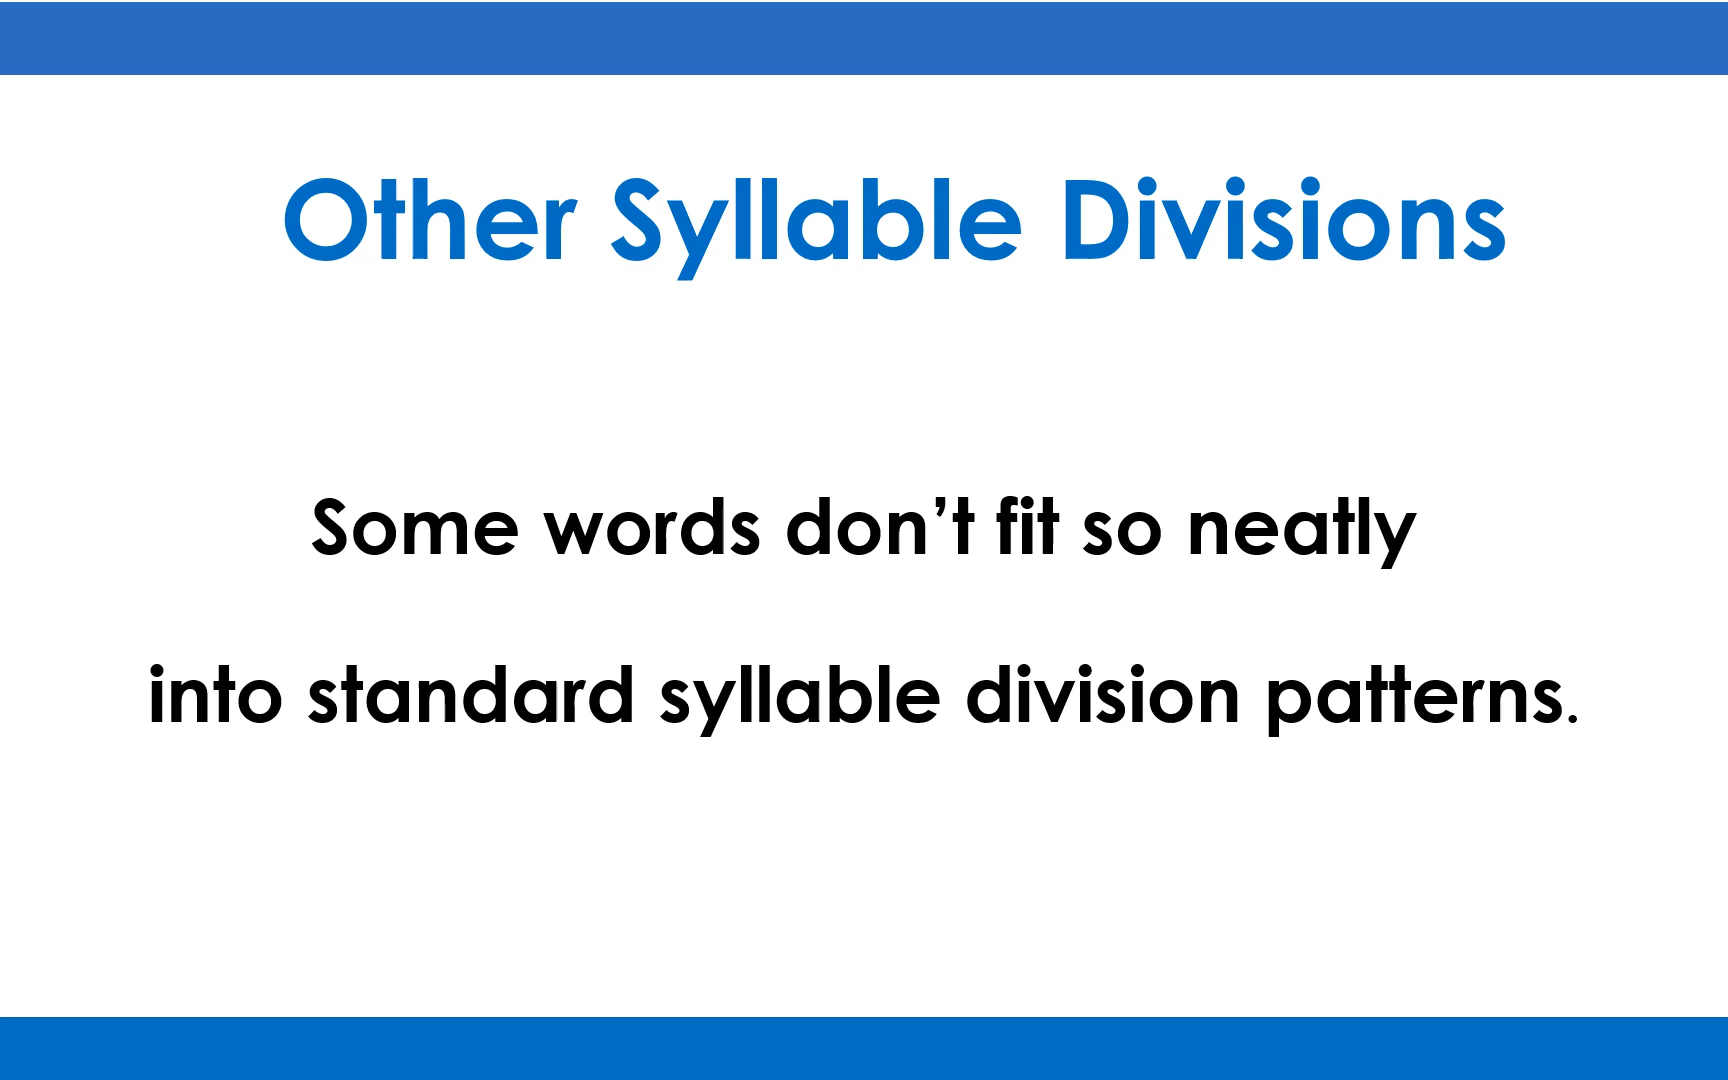 Other Syllable Divisions
Some words don’t fit so neatly
into standard syllable division patterns.